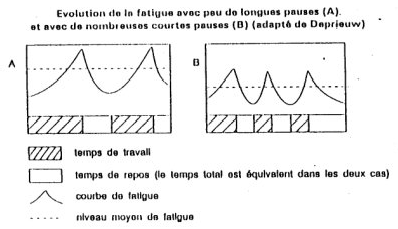 Evolution de la fatigue avec peu de longues pauses (A).
et avec de nombreuses courtes pauses (B) (adapté de Deprieuw)
A
B
temps de travail
temps de repos (le temps total est équivalent dans les deux cas)
courbe de fatigue
niveau moyen de fatigue